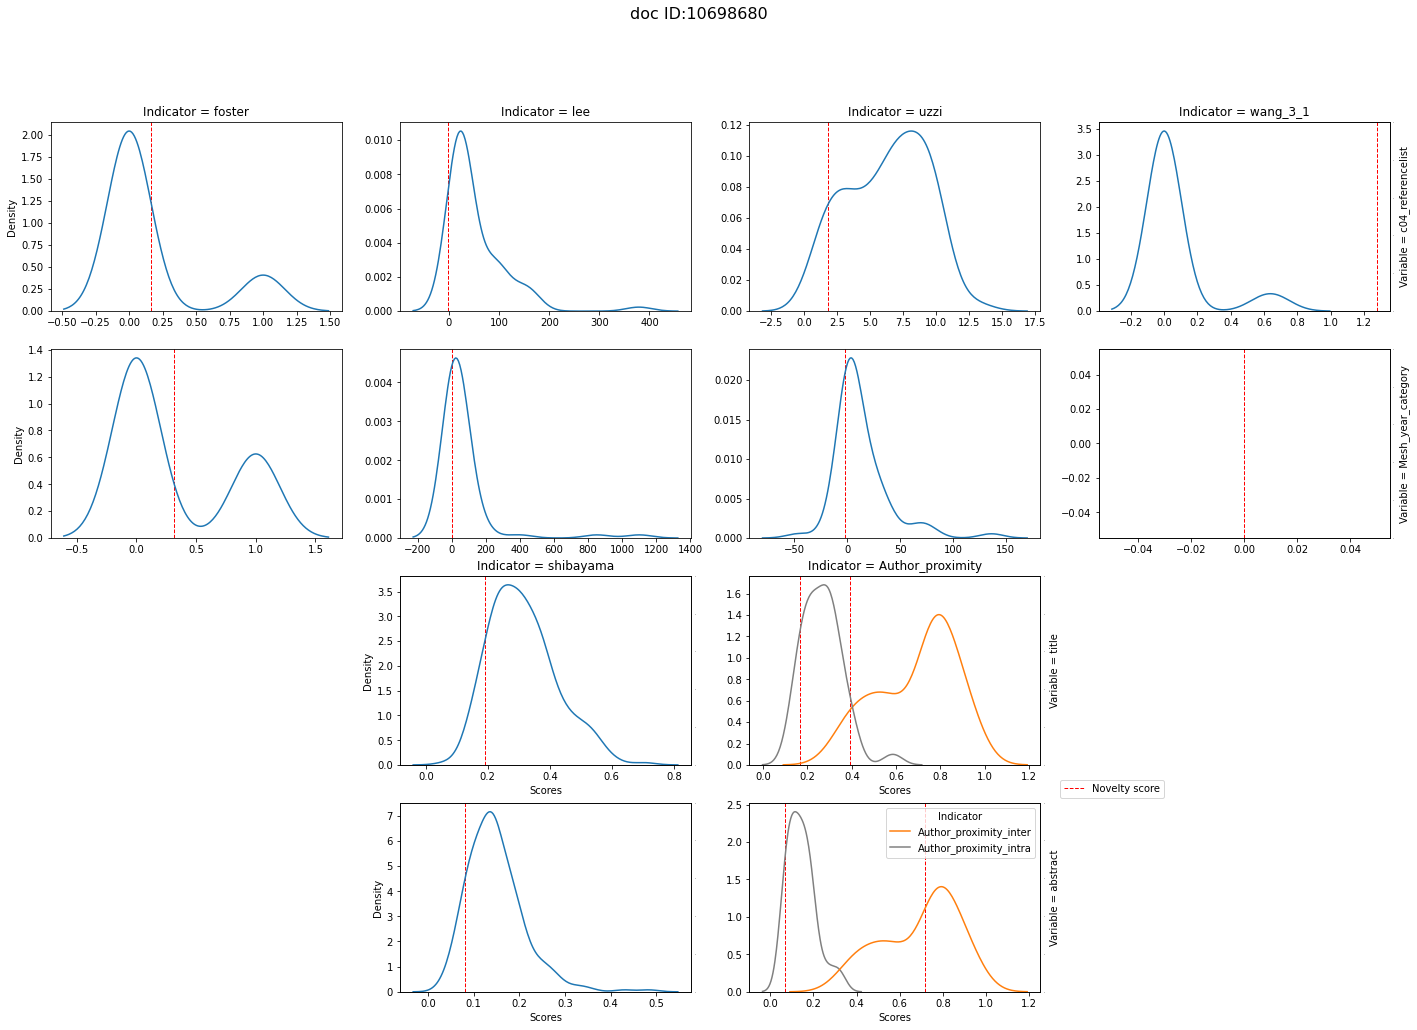 doc ID:10698680
Indicator = foster
Indicator = lee
Indicator = uzzi
Indicator = wang_3_1
Density
2.00
1.75
1.50
1.25
1.00
0.75
0.50
0.25
0.00
−0.50 −0.25 0.00 0.25 0.50 0.75 1.00 1.25 1.50
0.010
0.008
0.006
0.004
0.002
0.000
0 100 200 300 400
0.12
0.10
0.08
0.06
0.04
0.02
0.00
−2.5 0.0 2.5 5.0 7.5 10.0 12.5 15.0 17.5
3.5
3.0
2.5
2.0
1.5
1.0
0.5
0.0
−0.2 0.0 0.2 0.4 0.6 0.8 1.0 1.2
Variable = c04_referencelist
Density
1.4
1.2
1.0
0.8
0.6
0.4
0.2
0.0
−0.5 0.0 0.5 1.0 1.5
0.004
0.003
0.002
0.001
0.000
−200 0 200 400 600 800 1000 1200 1400
0.020
0.015
0.010
0.005
0.000
−50 0 50 100 150
0.04
0.02
0.00
−0.02
−0.04
−0.04 −0.02 0.00 0.02 0.04
Variable = Mesh_year_category
Indicator = shibayama
Indicator = Author_proximity
Density
3.5
3.0
2.5
2.0
1.5
1.0
0.5
0.0
0.0 0.2 0.4 0.6 0.8
Scores
1.6
1.4
1.2
1.0
0.8
0.6
0.4
0.2
0.0
0.0 0.2 0.4 0.6 0.8 1.0 1.2
Scores
Variable = title
Novelty score
Density
7
6
5
4
3
2
1
0
0.0 0.1 0.2 0.3 0.4 0.5
Scores
2.5
2.0
1.5
1.0
0.5
0.0
0.0 0.2 0.4 0.6 0.8 1.0 1.2
Scores
Indicator
Author_proximity_inter
Author_proximity_intra
Variable = abstract